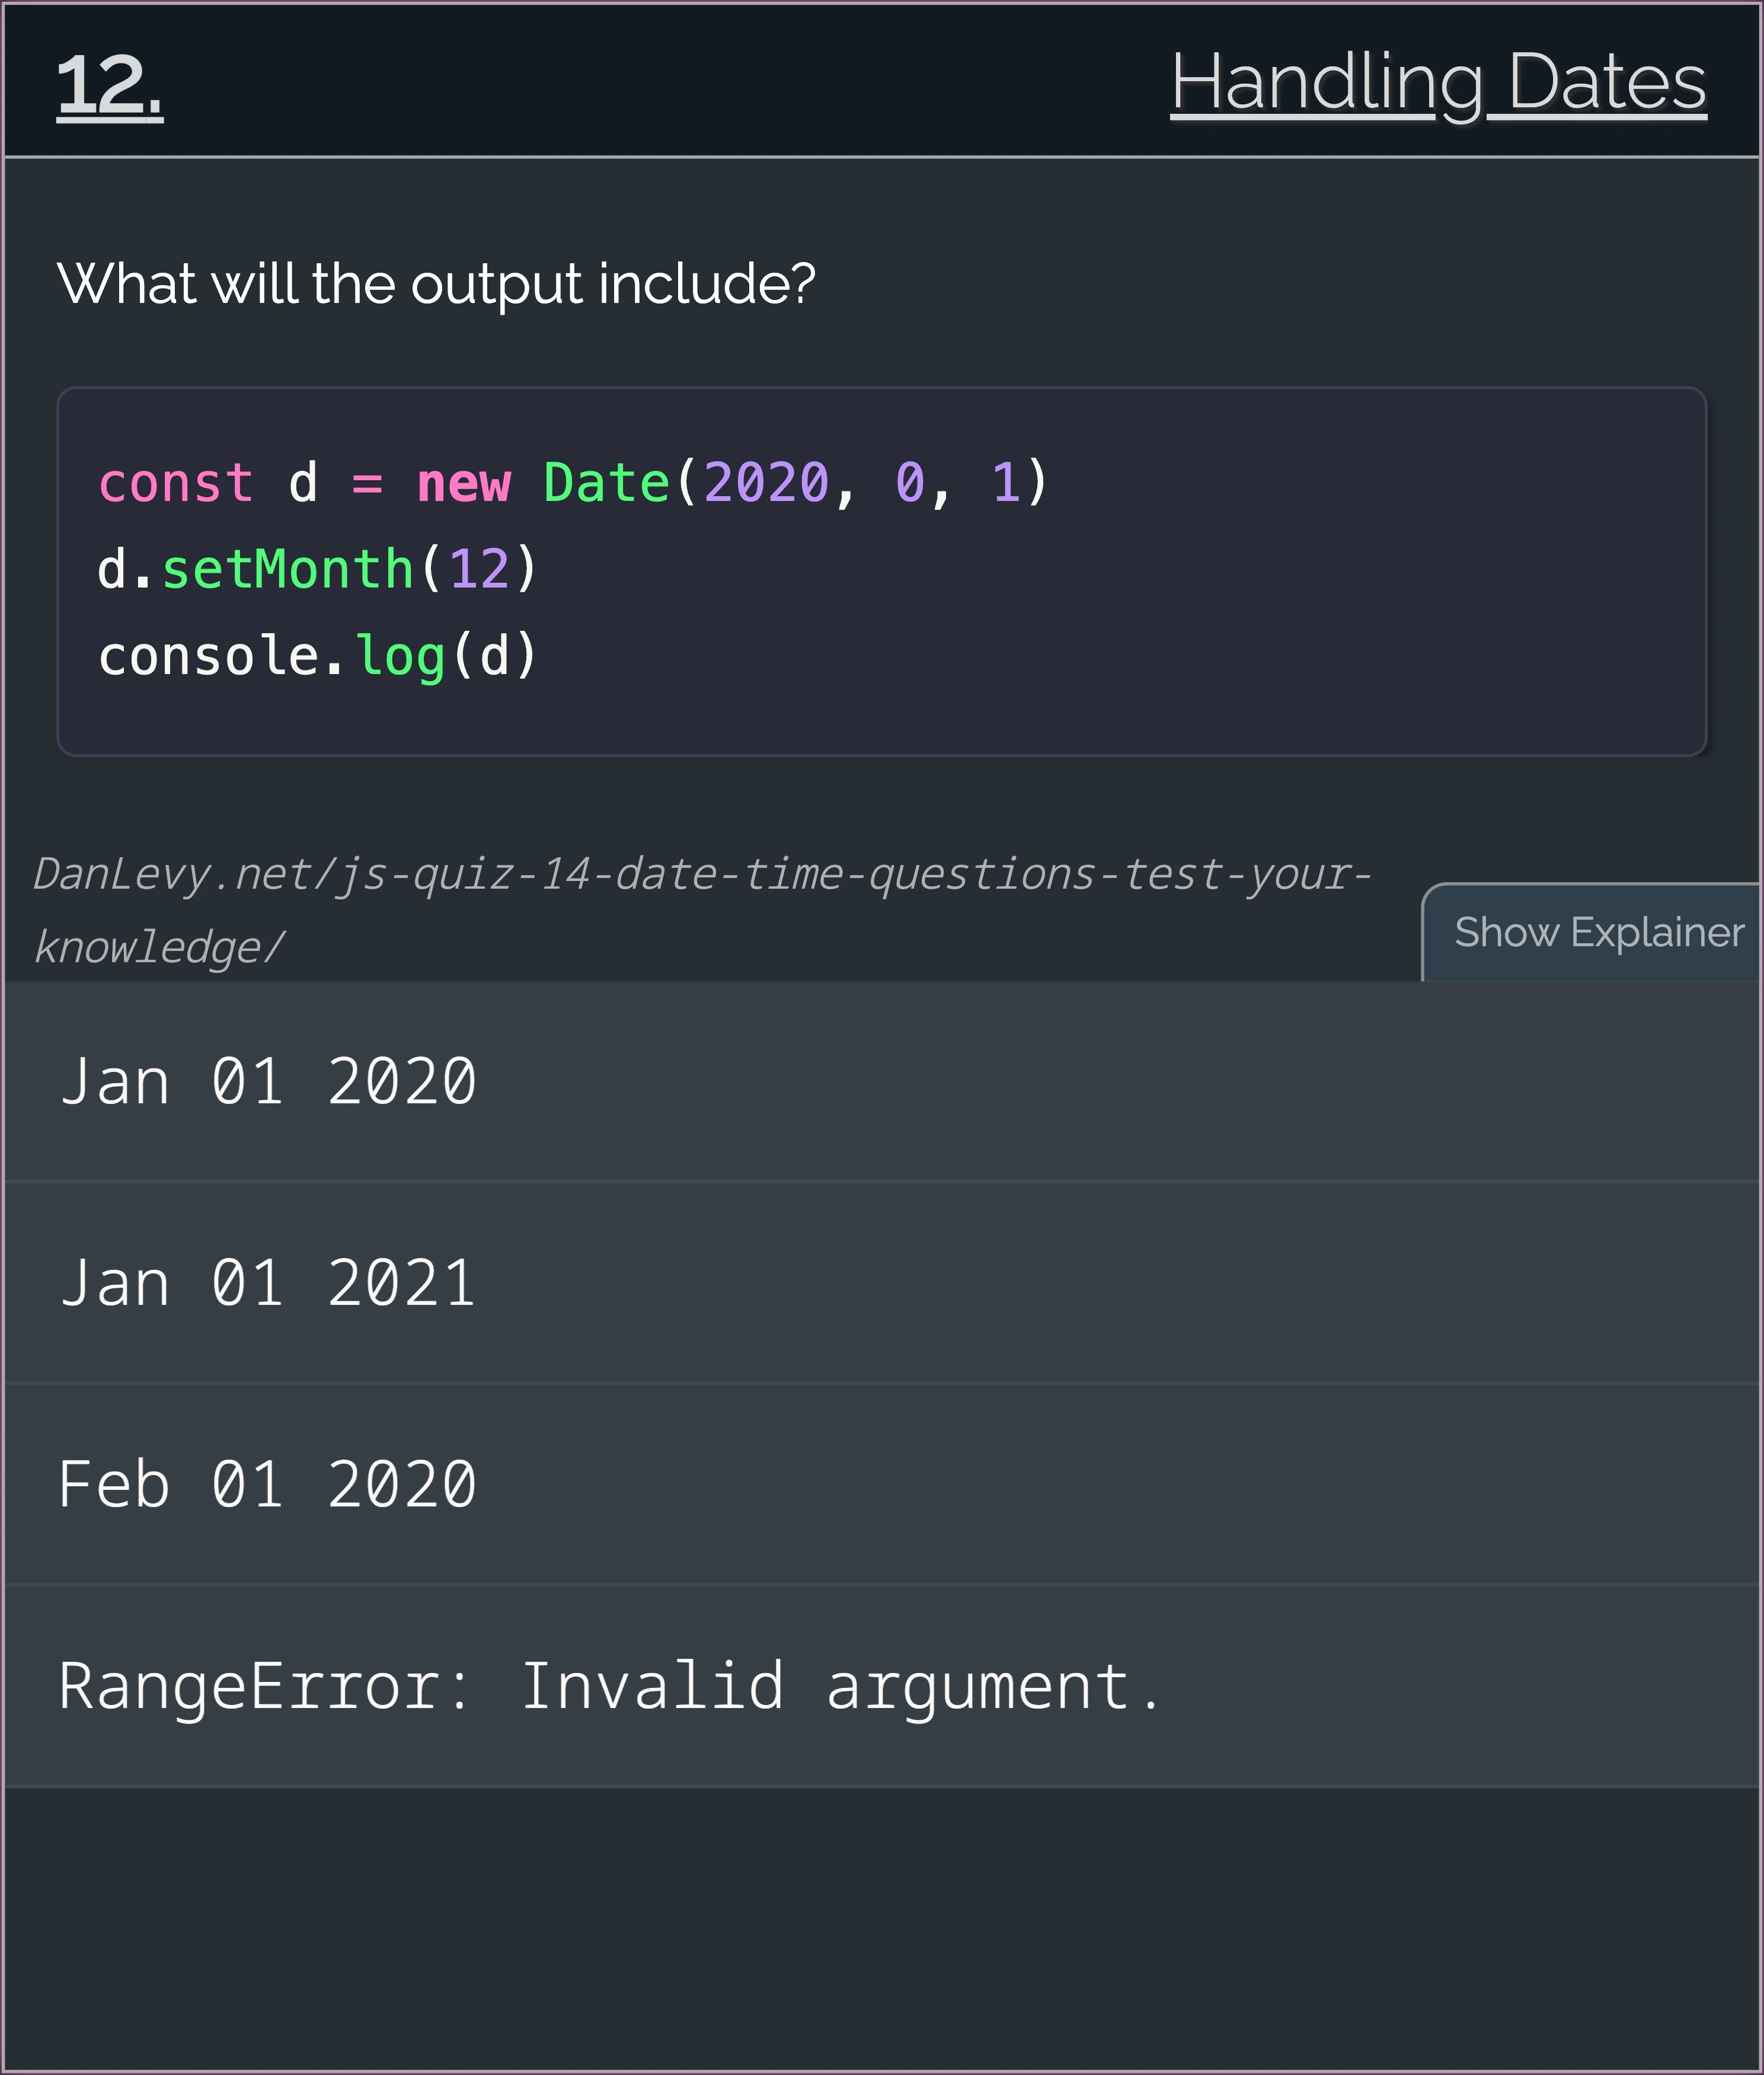 12.
Handling Dates
What will the output include?
const d = new Date(2020, 0, 1)
d.setMonth(12)
console.log(d)
DanLevy.net/js-quiz-14-date-time-questions-test-your-
knowledge/
Show Explainer
Jan 01 2020
Jan 01 2021
Feb 01 2020
RangeError: Invalid argument.